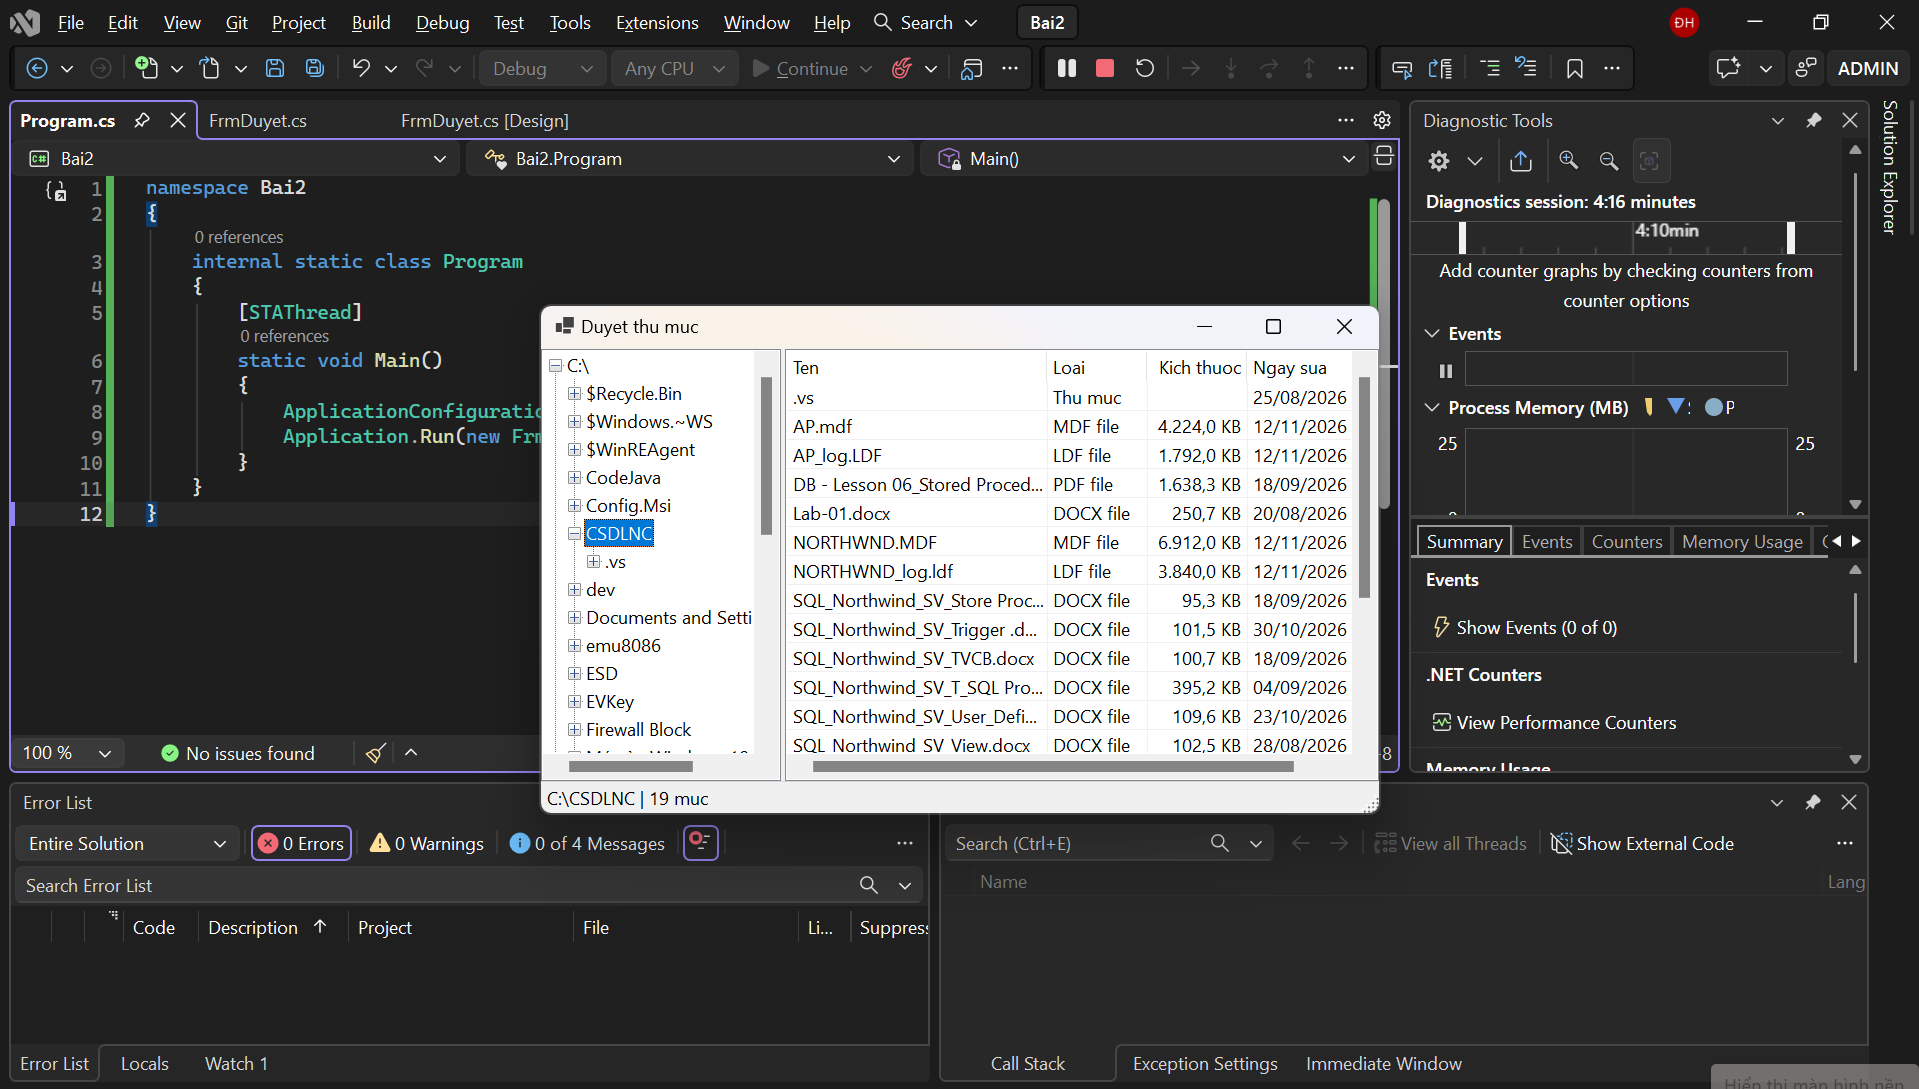 File Edit View Git Project Build Debug Test Tools Extensions Window Help Search Bai2 ĐH
Debug Any CPU Continue ADMIN
Program.cs FrmDuyet.cs FrmDuyet.cs [Design]
Bai2 Bai2.Program Main()
1 namespace Bai2
2 {
0 references
3 internal static class Program
4 {
5 [STAThread]
0 references
6 static void Main()
7 {
8 ApplicationConfiguratio
9 Application.Run(new Frm
10 }
11 }
12 }
100 % No issues found
Duyet thu muc
C:\
$Recycle.Bin
$Windows.~WS
$WinREAgent
CodeJava
Config.Msi
CSDLNC
.vs
dev
Documents and Setti
emu8086
ESD
EVKey
Firewall Block
Ten Loai Kich thuoc Ngay sua
.vs Thu muc 25/08/2026
AP.mdf MDF file 4.224,0 KB 12/11/2026
AP_log.LDF LDF file 1.792,0 KB 12/11/2026
DB - Lesson 06_Stored Proced... PDF file 1.638,3 KB 18/09/2026
Lab-01.docx DOCX file 250,7 KB 20/08/2026
NORTHWND.MDF MDF file 6.912,0 KB 12/11/2026
NORTHWND_log.ldf LDF file 3.840,0 KB 12/11/2026
SQL_Northwind_SV_Store Proc... DOCX file 95,3 KB 18/09/2026
SQL_Northwind_SV_Trigger .d... DOCX file 101,5 KB 30/10/2026
SQL_Northwind_SV_TVCB.docx DOCX file 100,7 KB 18/09/2026
SQL_Northwind_SV_T_SQL Pro... DOCX file 395,2 KB 04/09/2026
SQL_Northwind_SV_User_Defi... DOCX file 109,6 KB 23/10/2026
SQL_Northwind_SV_View.docx DOCX file 102,5 KB 28/08/2026
C:\CSDLNC | 19 muc
-8
Diagnostic Tools
Diagnostics session: 4:16 minutes
4:10min
Add counter graphs by checking counters from
counter options
Events
Process Memory (MB) P
25 25
Summary Events Counters Memory Usage
Events
Show Events (0 of 0)
.NET Counters
View Performance Counters
Memory Usage
Solution Explorer
Error List
Entire Solution 0 Errors 0 Warnings 0 of 4 Messages
Search Error List
Code Description Project File Li... Suppress
Error List Locals Watch 1
Search (Ctrl+E) View all Threads Show External Code
Name Lang
Call Stack Exception Settings Immediate Window
Hiển thị màn hình nền